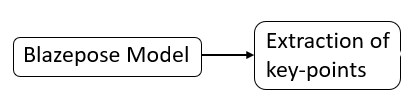 Blazepose Model
Extraction of
key-points